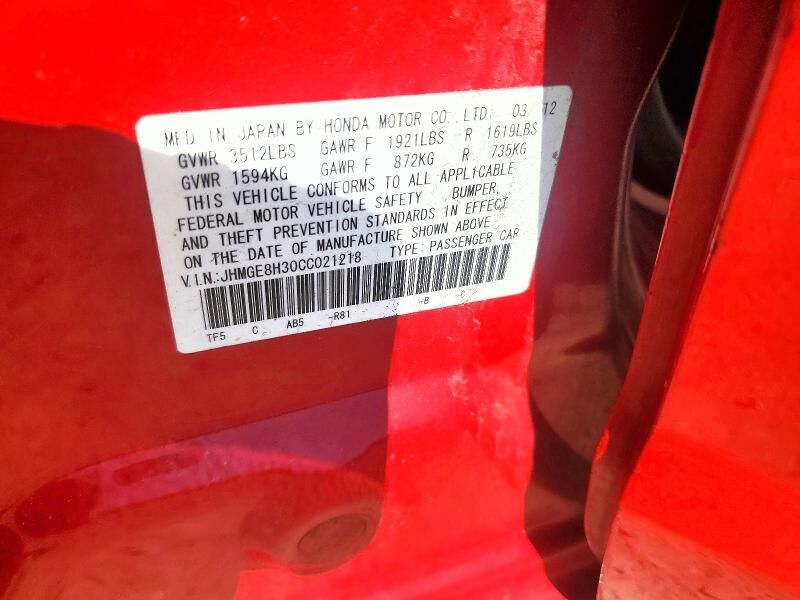 MFD IN JAPAN BY HONDA MOTOR CO.,LTD. 03/12
GVWR 3512LBS GAWR F 1921LBS R 1619LBS
GVWR 1594KG GAWR F 872KG R 735KG
THIS VEHICLE CONFORMS TO ALL APPLICABLE
FEDERAL MOTOR VEHICLE SAFETY BUMPER,
AND THEFT PREVENTION STANDARDS IN EFFECT
ON THE DATE OF MANUFACTURE SHOWN ABOVE
V.I.N.:JHMGE8H30CC021218 TYPE: PASSENGER CAR
TF5 C AB5 -R81 -B -C